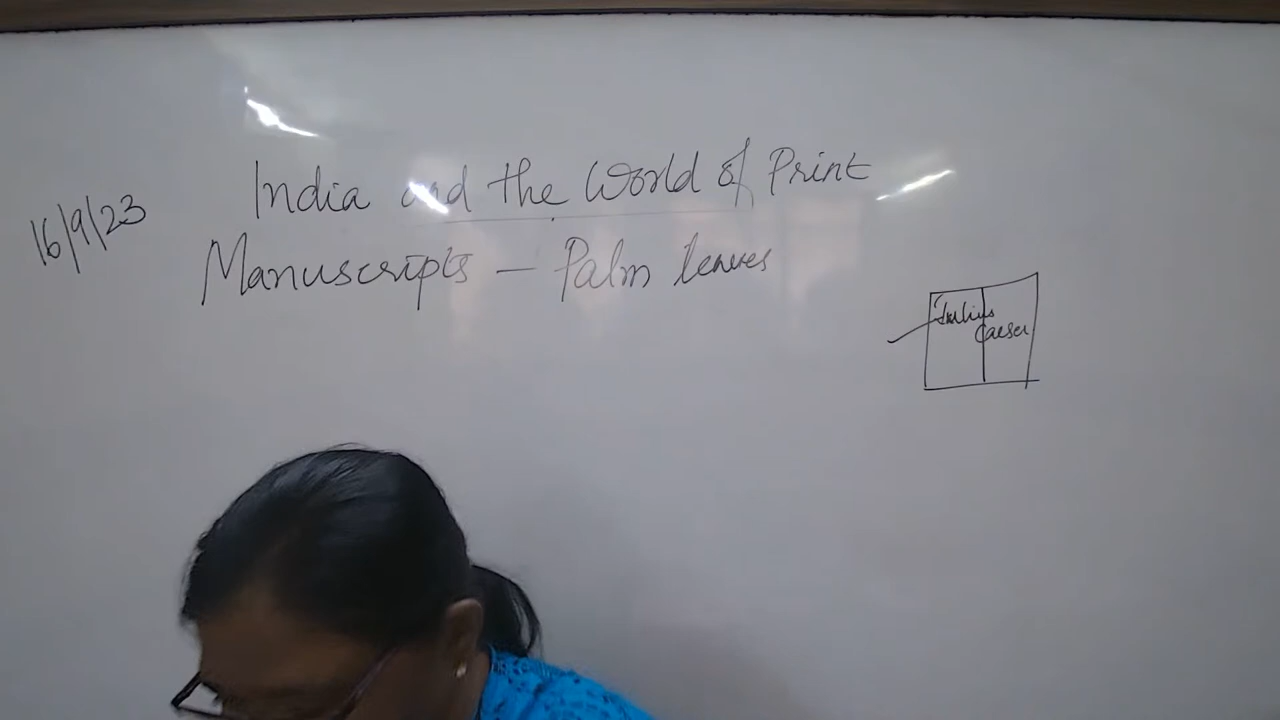 16/9/23
India and the World of Print
Manuscripts — Palm leaves
Julius
Caeser